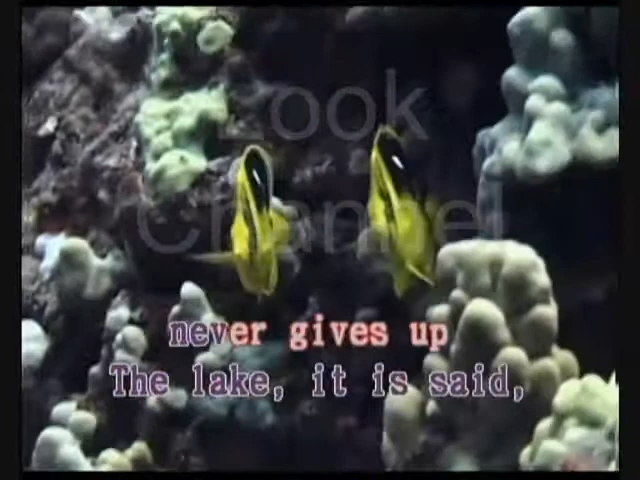 Look
Channel
never gives up
The lake, it is said,